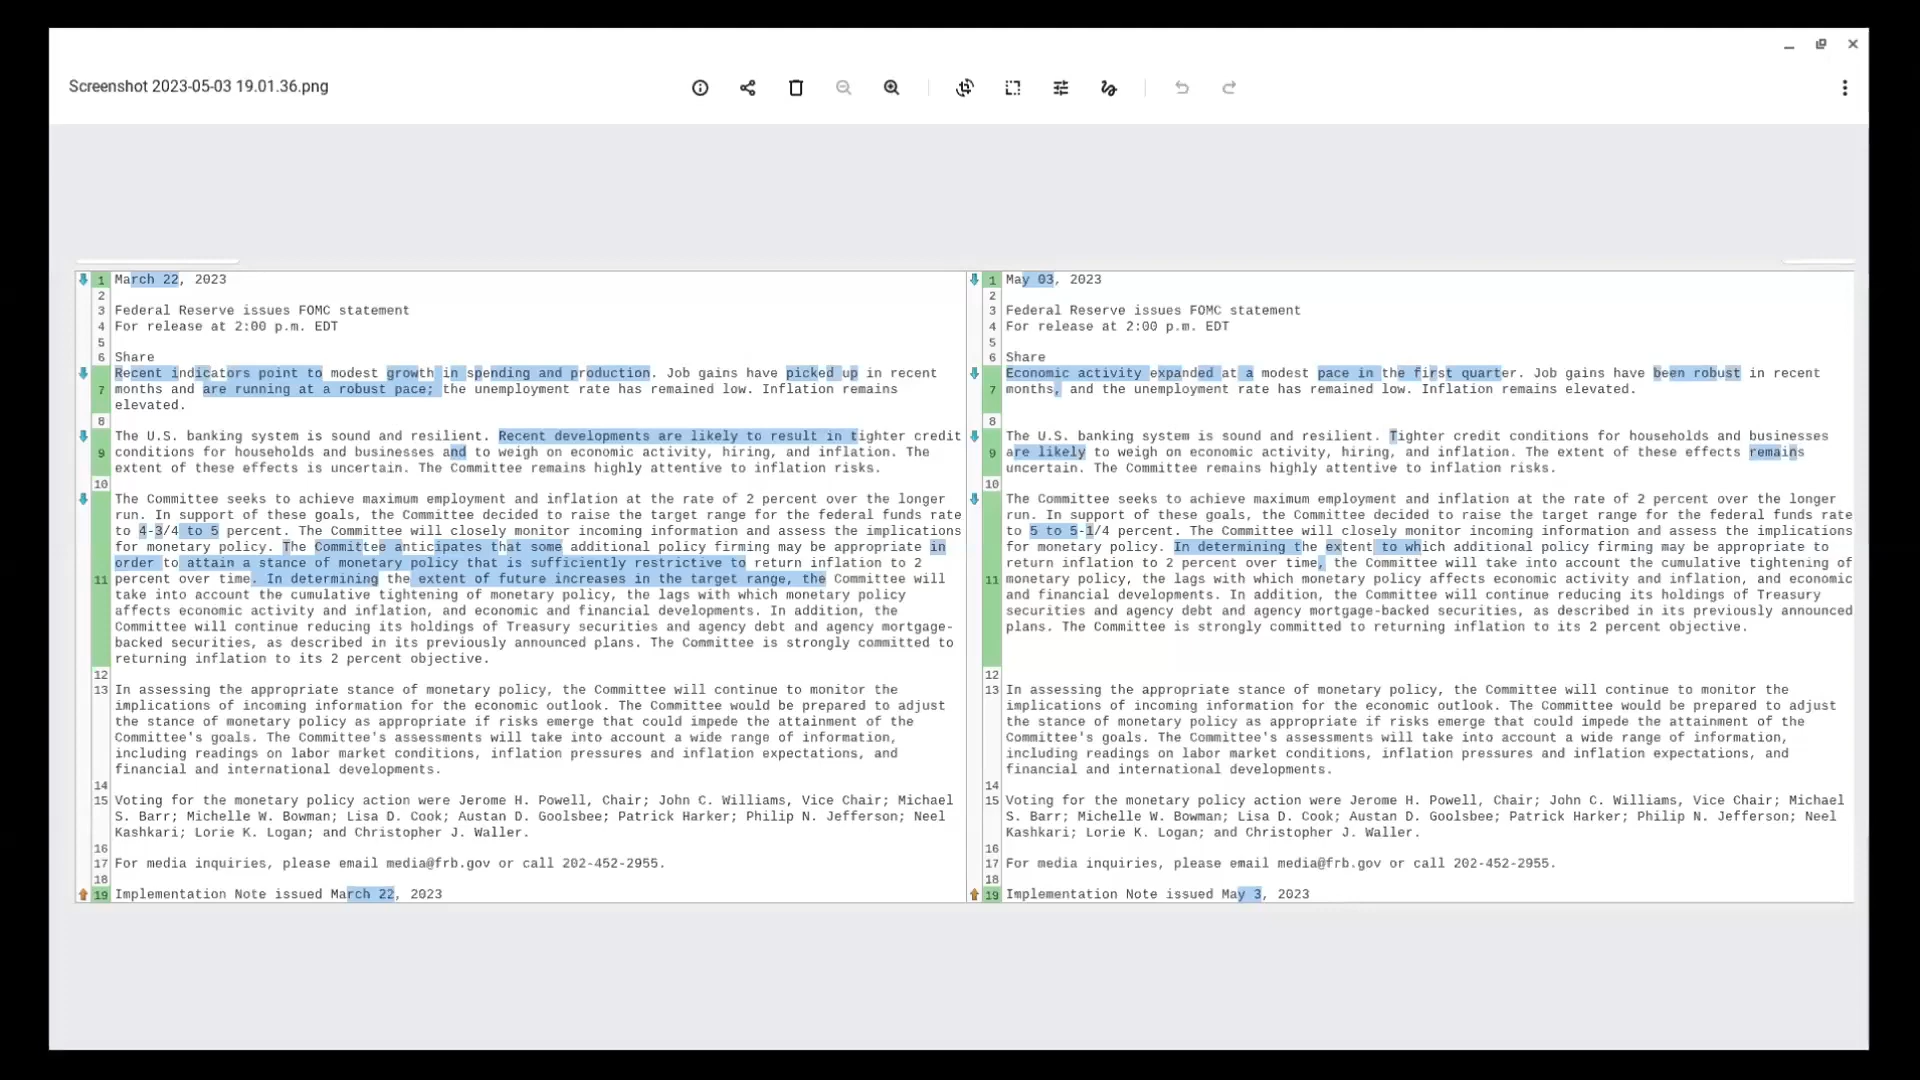 Screenshot 2023-05-03 19.01.36.png
1 March 22, 2023
2
3 Federal Reserve issues FOMC statement
4 For release at 2:00 p.m. EDT
5
6 Share
Recent indicators point to modest growth in spending and production. Job gains have picked up in recent
7 months and are running at a robust pace; the unemployment rate has remained low. Inflation remains
elevated.
8
The U.S. banking system is sound and resilient. Recent developments are likely to result in tighter credit
9 conditions for households and businesses and to weigh on economic activity, hiring, and inflation. The
extent of these effects is uncertain. The Committee remains highly attentive to inflation risks.
10
The Committee seeks to achieve maximum employment and inflation at the rate of 2 percent over the longer
run. In support of these goals, the Committee decided to raise the target range for the federal funds rate
to 4-3/4 to 5 percent. The Committee will closely monitor incoming information and assess the implications
for monetary policy. The Committee anticipates that some additional policy firming may be appropriate in
order to attain a stance of monetary policy that is sufficiently restrictive to return inflation to 2
11 percent over time. In determining the extent of future increases in the target range, the Committee will
take into account the cumulative tightening of monetary policy, the lags with which monetary policy
affects economic activity and inflation, and economic and financial developments. In addition, the
Committee will continue reducing its holdings of Treasury securities and agency debt and agency mortgage-
backed securities, as described in its previously announced plans. The Committee is strongly committed to
returning inflation to its 2 percent objective.
12
13 In assessing the appropriate stance of monetary policy, the Committee will continue to monitor the
implications of incoming information for the economic outlook. The Committee would be prepared to adjust
the stance of monetary policy as appropriate if risks emerge that could impede the attainment of the
Committee's goals. The Committee's assessments will take into account a wide range of information,
including readings on labor market conditions, inflation pressures and inflation expectations, and
financial and international developments.
14
15 Voting for the monetary policy action were Jerome H. Powell, Chair; John C. Williams, Vice Chair; Michael
S. Barr; Michelle W. Bowman; Lisa D. Cook; Austan D. Goolsbee; Patrick Harker; Philip N. Jefferson; Neel
Kashkari; Lorie K. Logan; and Christopher J. Waller.
16
17 For media inquiries, please email media@frb.gov or call 202-452-2955.
18
19 Implementation Note issued March 22, 2023
1 May 03, 2023
2
3 Federal Reserve issues FOMC statement
4 For release at 2:00 p.m. EDT
5
6 Share
Economic activity expanded at a modest pace in the first quarter. Job gains have been robust in recent
7 months, and the unemployment rate has remained low. Inflation remains elevated.
8
The U.S. banking system is sound and resilient. Tighter credit conditions for households and businesses
9 are likely to weigh on economic activity, hiring, and inflation. The extent of these effects remains
uncertain. The Committee remains highly attentive to inflation risks.
10
The Committee seeks to achieve maximum employment and inflation at the rate of 2 percent over the longer
run. In support of these goals, the Committee decided to raise the target range for the federal funds rate
to 5 to 5-1/4 percent. The Committee will closely monitor incoming information and assess the implications
for monetary policy. In determining the extent to which additional policy firming may be appropriate to
return inflation to 2 percent over time, the Committee will take into account the cumulative tightening of
11 monetary policy, the lags with which monetary policy affects economic activity and inflation, and economic
and financial developments. In addition, the Committee will continue reducing its holdings of Treasury
securities and agency debt and agency mortgage-backed securities, as described in its previously announced
plans. The Committee is strongly committed to returning inflation to its 2 percent objective.
12
13 In assessing the appropriate stance of monetary policy, the Committee will continue to monitor the
implications of incoming information for the economic outlook. The Committee would be prepared to adjust
the stance of monetary policy as appropriate if risks emerge that could impede the attainment of the
Committee's goals. The Committee's assessments will take into account a wide range of information,
including readings on labor market conditions, inflation pressures and inflation expectations, and
financial and international developments.
14
15 Voting for the monetary policy action were Jerome H. Powell, Chair; John C. Williams, Vice Chair; Michael
S. Barr; Michelle W. Bowman; Lisa D. Cook; Austan D. Goolsbee; Patrick Harker; Philip N. Jefferson; Neel
Kashkari; Lorie K. Logan; and Christopher J. Waller.
16
17 For media inquiries, please email media@frb.gov or call 202-452-2955.
18
19 Implementation Note issued May 3, 2023